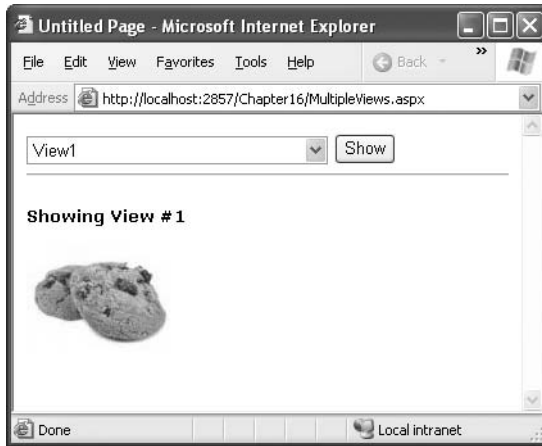 Untitled Page - Microsoft Internet Explorer
File Edit View Favorites Tools Help Back »
Address http://localhost:2857/Chapter16/MultipleViews.aspx
View1 Show
Showing View #1
Done Local intranet